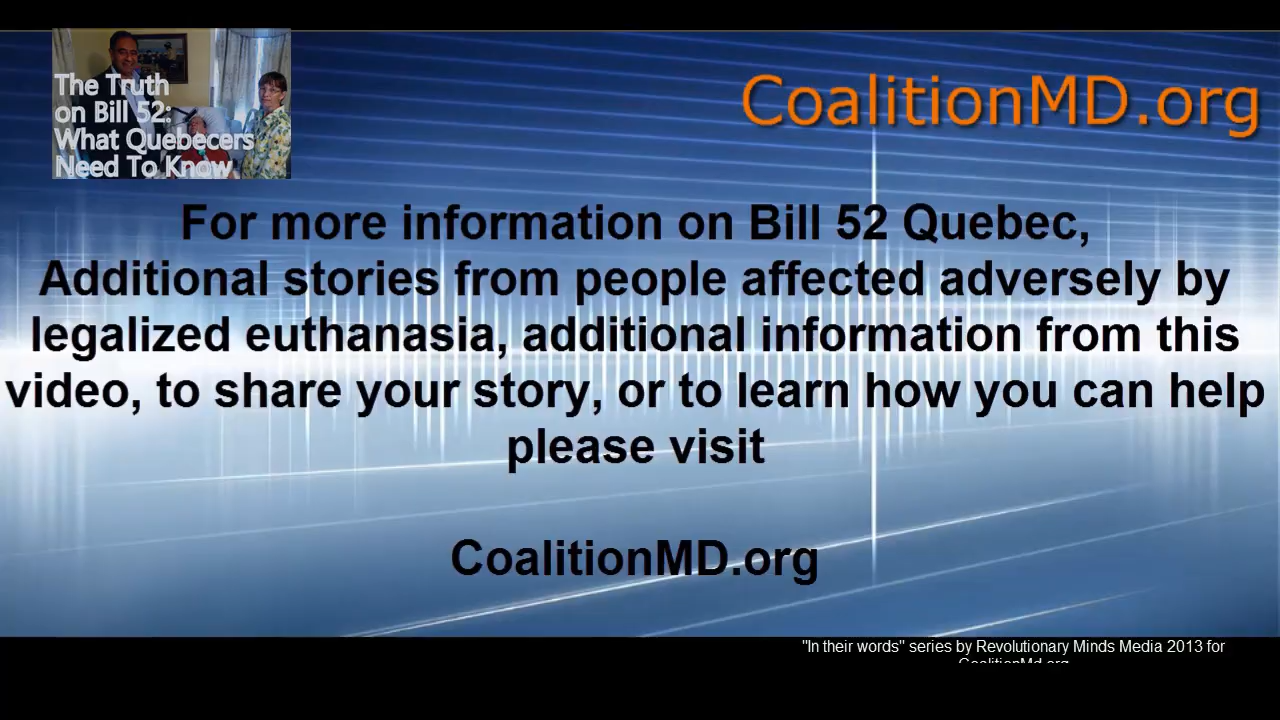 The Truth
on Bill 52:
What Quebecers
Need To Know
CoalitionMD.org
For more information on Bill 52 Quebec,
Additional stories from people affected adversely by
legalized euthanasia, additional information from this
video, to share your story, or to learn how you can help
please visit
CoalitionMD.org
"In their words" series by Revolutionary Minds Media 2013 for
CoalitionMd.org